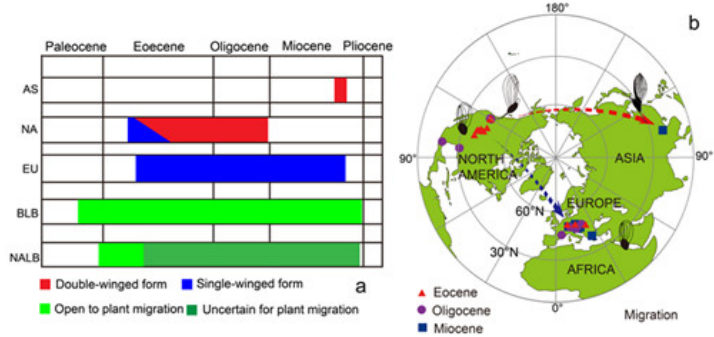 Paleocene Eoecene Oligocene Miocene Pliocene
AS
NA
EU
BLB
NALB
Double-winged form Single-winged form
Open to plant migration Uncertain for plant migration
a
b
180°
90°
90°
NORTH
AMERICA
ASIA
EUROPE
60°N
30°N
AFRICA
0°
Eocene
Oligocene
Miocene
Migration